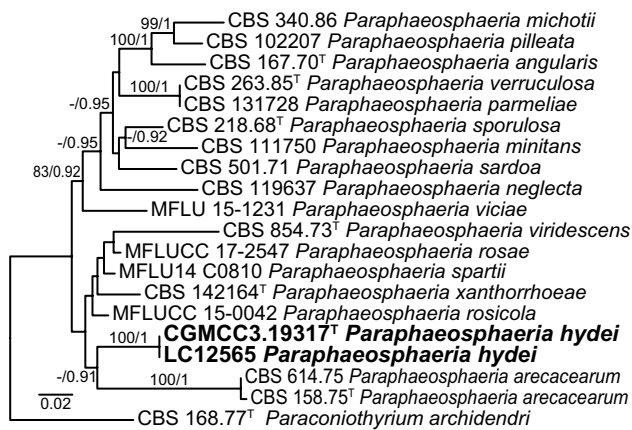 99/1
CBS 340.86 Paraphaeosphaeria michotii
100/1
CBS 102207 Paraphaeosphaeria pilleata
CBS 167.70ᵀ Paraphaeosphaeria angularis
100/1
CBS 263.85ᵀ Paraphaeosphaeria verruculosa
CBS 131728 Paraphaeosphaeria parmeliae
-/0.95
CBS 218.68ᵀ Paraphaeosphaeria sporulosa
-/0.92
CBS 111750 Paraphaeosphaeria minitans
-/0.95
CBS 501.71 Paraphaeosphaeria sardoa
83/0.92
CBS 119637 Paraphaeosphaeria neglecta
MFLU 15-1231 Paraphaeosphaeria viciae
CBS 854.73ᵀ Paraphaeosphaeria viridescens
MFLUCC 17-2547 Paraphaeosphaeria rosae
MFLU14 C0810 Paraphaeosphaeria spartii
CBS 142164ᵀ Paraphaeosphaeria xanthorrhoeae
MFLUCC 15-0042 Paraphaeosphaeria rosicola
100/1
CGMCC3.19317ᵀ Paraphaeosphaeria hydei
LC12565 Paraphaeosphaeria hydei
-/0.91
100/1
CBS 614.75 Paraphaeosphaeria arecacearum
CBS 158.75ᵀ Paraphaeosphaeria arecacearum
0.02
CBS 168.77ᵀ Paraconiothyrium archidendri